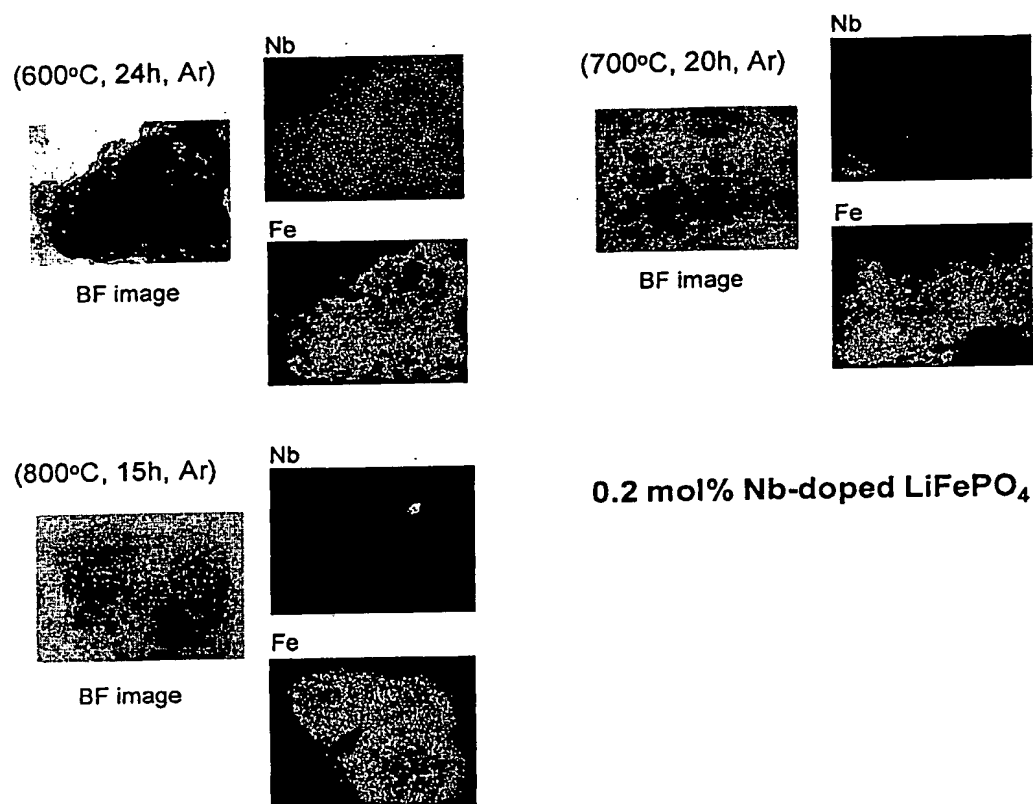 (600°C, 24h, Ar)
Nb
BF image
Fe
(700°C, 20h, Ar)
Nb
BF image
Fe
(800°C, 15h, Ar)
Nb
BF image
Fe
0.2 mol% Nb-doped LiFePO₄